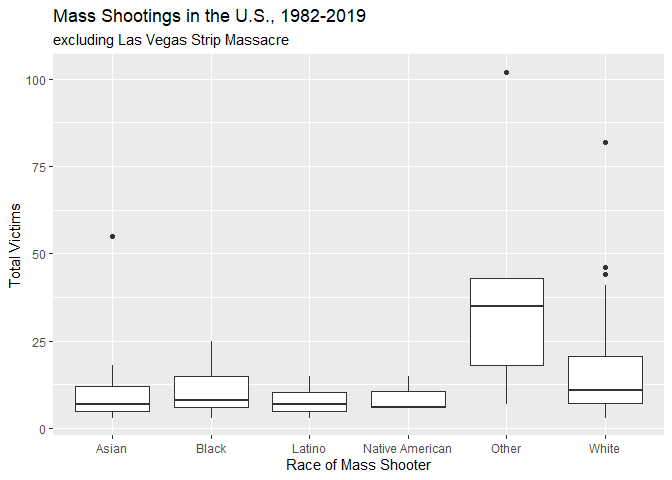 Mass Shootings in the U.S., 1982-2019
excluding Las Vegas Strip Massacre
Total Victims
100
75
50
25
0
Asian Black Latino Native American Other White
Race of Mass Shooter